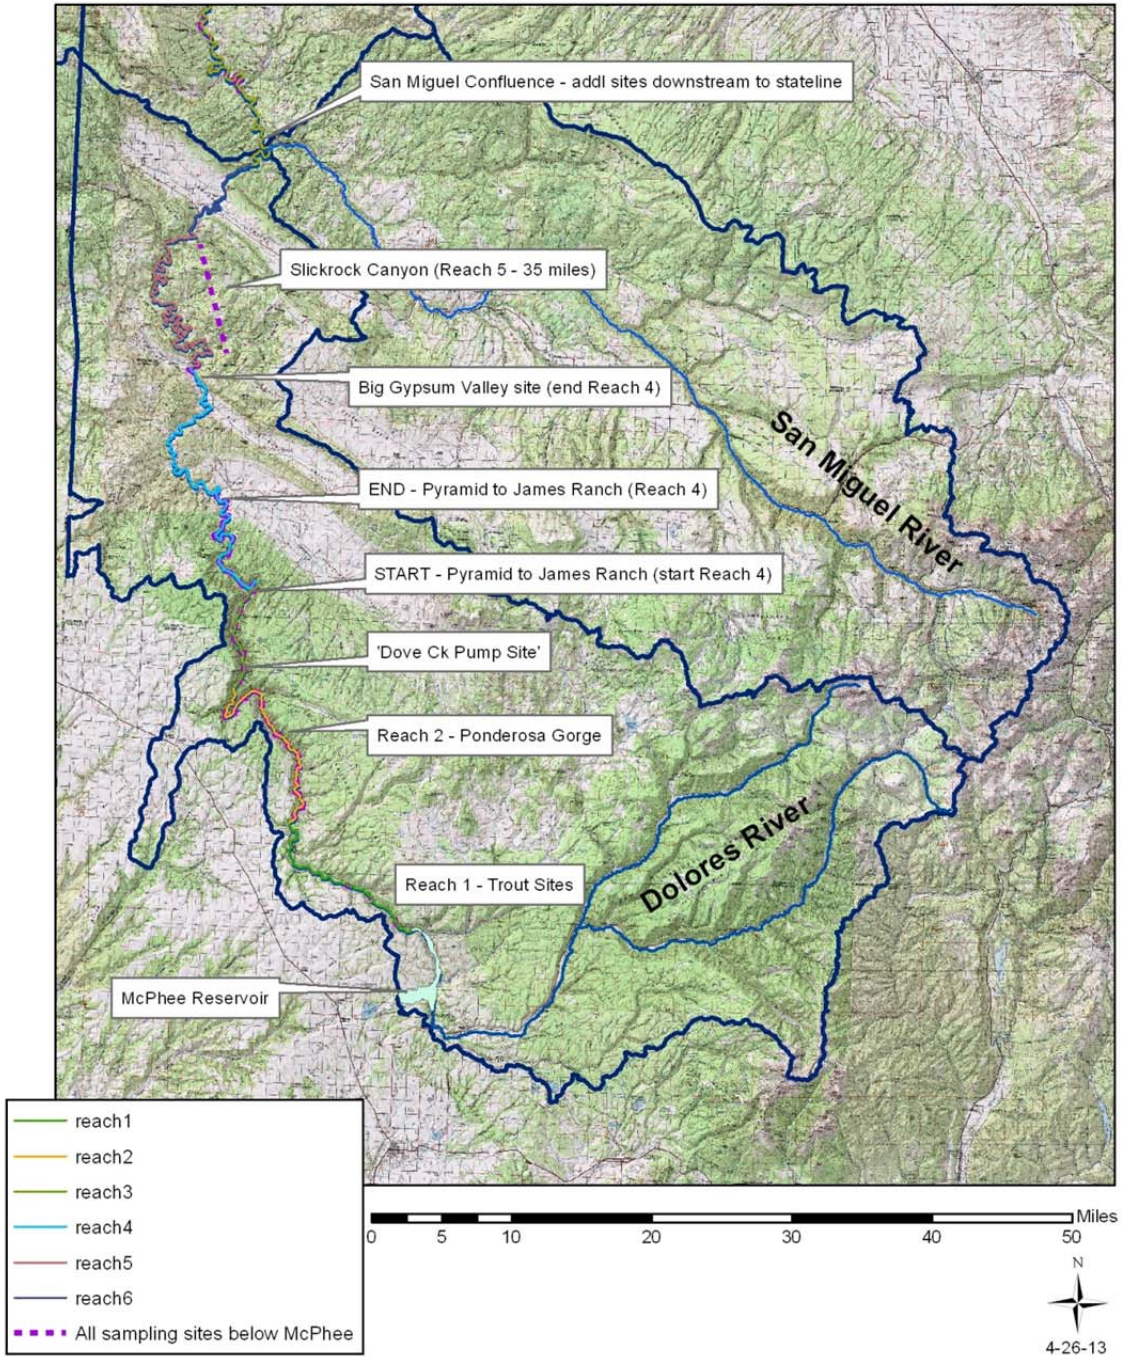 San Miguel Confluence - addl sites downstream to stateline
Slickrock Canyon (Reach 5 - 35 miles)
Big Gypsum Valley site (end Reach 4)
San Miguel River
END - Pyramid to James Ranch (Reach 4)
START - Pyramid to James Ranch (start Reach 4)
'Dove Ck Pump Site'
Reach 2 - Ponderosa Gorge
Dolores River
Reach 1 - Trout Sites
McPhee Reservoir
reach1
reach2
reach3
reach4
reach5
reach6
All sampling sites below McPhee
Miles
0 5 10 20 30 40 50
N
4-26-13